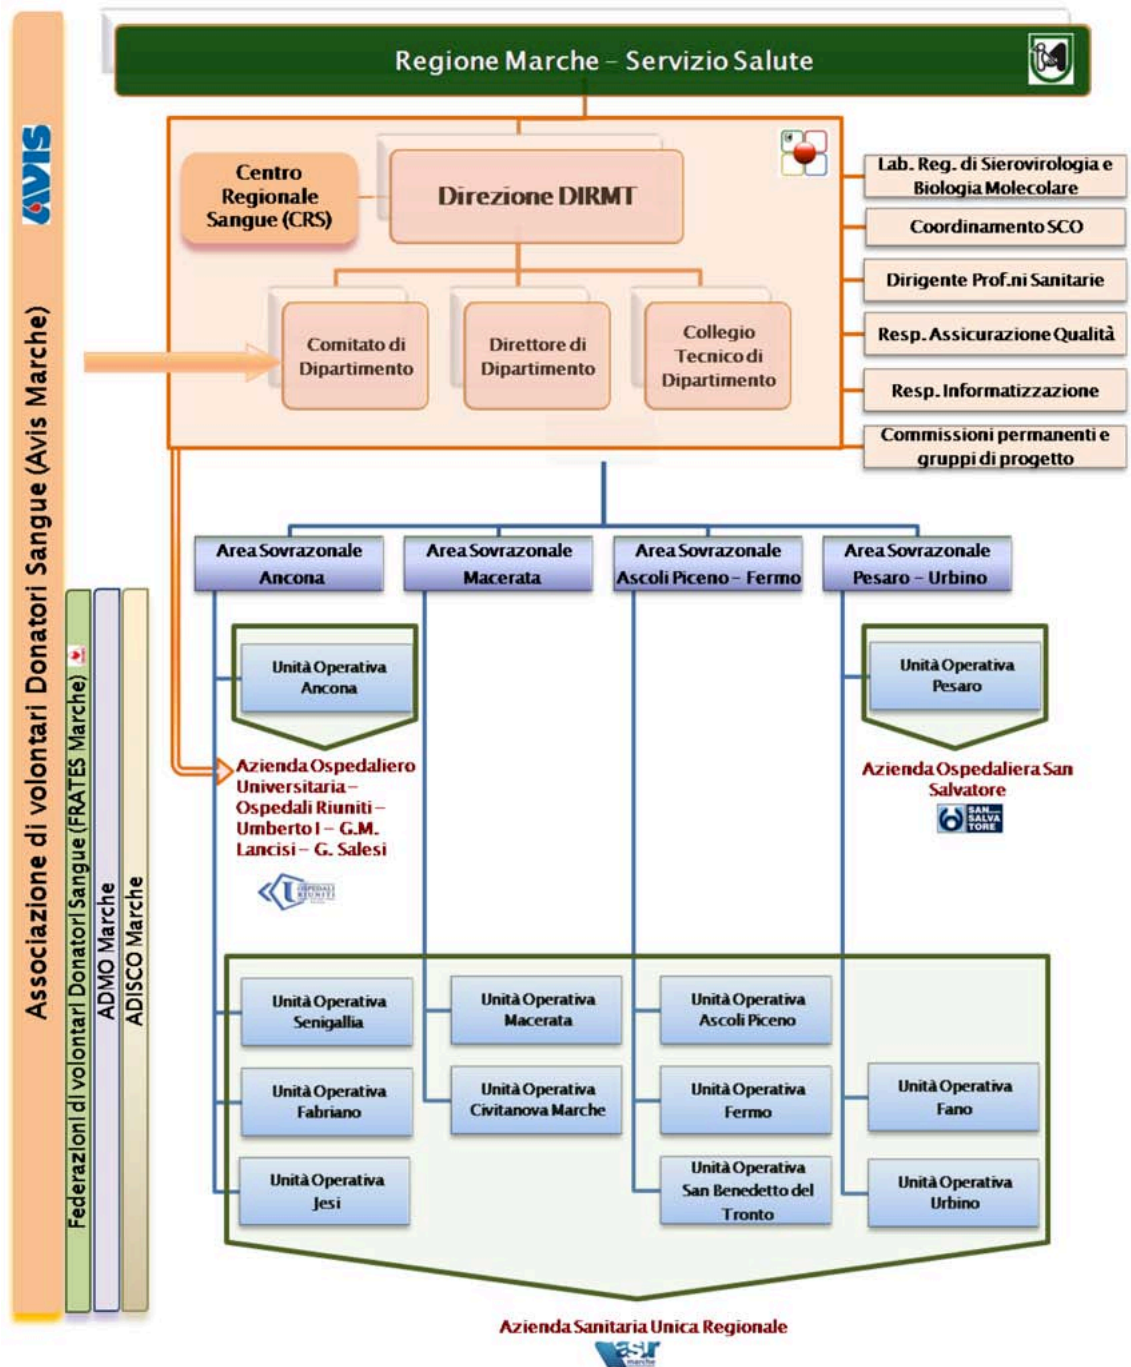 Regione Marche – Servizio Salute
AVIS
Associazione di volontari Donatori Sangue (Avis Marche)
Federazioni di volontari Donatori Sangue (FRATES Marche)
ADMO Marche
ADISCO Marche
Centro
Regionale
Sangue (CRS)
Direzione DIRMT
Comitato di
Dipartimento
Direttore di
Dipartimento
Collegio
Tecnico di
Dipartimento
Lab. Reg. di Sierovirologia e
Biologia Molecolare
Coordinamento SCO
Dirigente Prof.ni Sanitarie
Resp. Assicurazione Qualità
Resp. Informatizzazione
Commissioni permanenti e
gruppi di progetto
Area Sovrazonale
Ancona
Area Sovrazonale
Macerata
Area Sovrazonale
Ascoli Piceno – Fermo
Area Sovrazonale
Pesaro – Urbino
Unità Operativa
Ancona
Unità Operativa
Pesaro
Azienda Ospedaliero
Universitaria –
Ospedali Riuniti –
Umberto I – G.M.
Lancisi – G. Salesi
OSPEDALI
RIUNITI
Azienda Ospedaliera San
Salvatore
SAN
SALVA
TORE
Unità Operativa
Senigallia
Unità Operativa
Macerata
Unità Operativa
Ascoli Piceno
Unità Operativa
Fabriano
Unità Operativa
Civitanova Marche
Unità Operativa
Fermo
Unità Operativa
Fano
Unità Operativa
Jesi
Unità Operativa
San Benedetto del
Tronto
Unità Operativa
Urbino
Azienda Sanitaria Unica Regionale
asur
marche